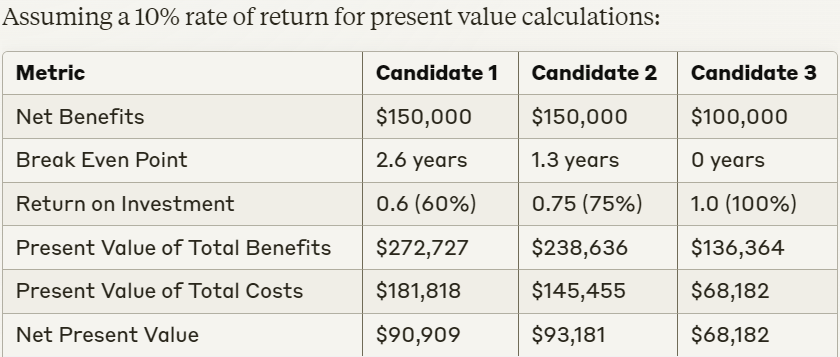 Assuming a 10% rate of return for present value calculations:
Metric Candidate 1 Candidate 2 Candidate 3
Net Benefits $150,000 $150,000 $100,000
Break Even Point 2.6 years 1.3 years 0 years
Return on Investment 0.6 (60%) 0.75 (75%) 1.0 (100%)
Present Value of Total Benefits $272,727 $238,636 $136,364
Present Value of Total Costs $181,818 $145,455 $68,182
Net Present Value $90,909 $93,181 $68,182